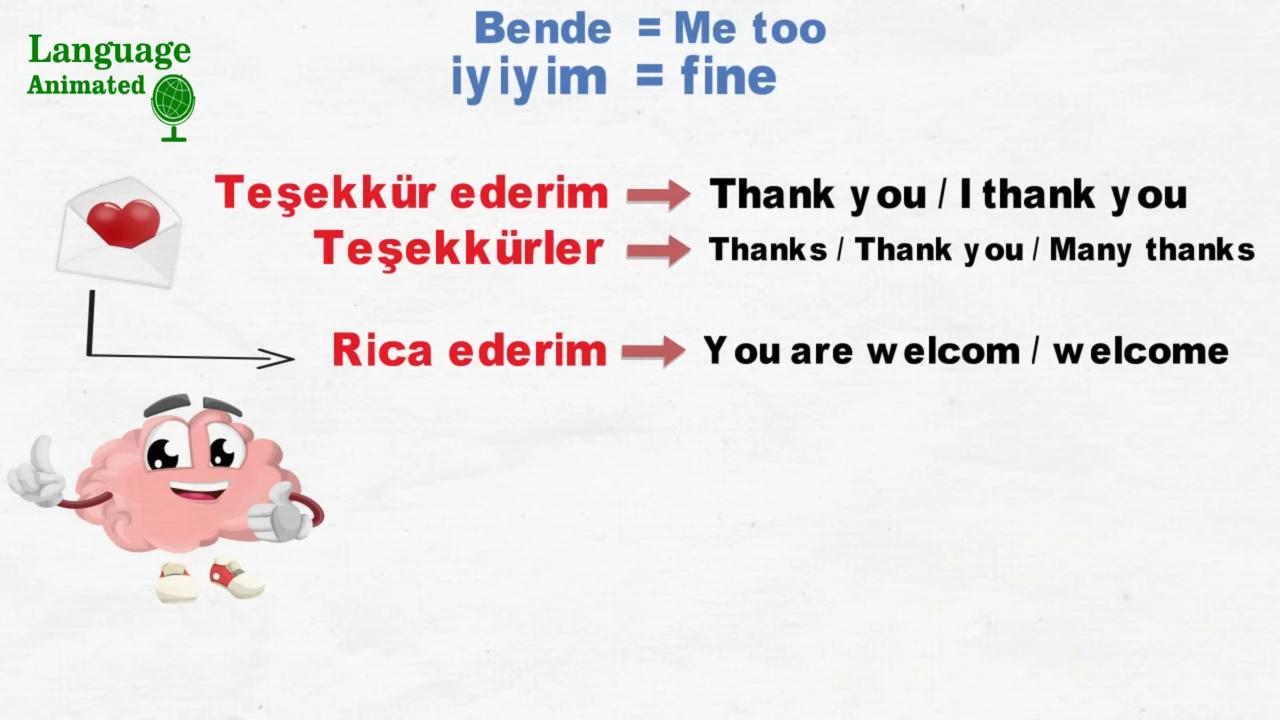 Language
Animated
Bende = Me too
iyiyim = fine
Teşekkür ederim Thank you / I thank you
Teşekkürler Thanks / Thank you / Many thanks
Rica ederim You are welcom / welcome